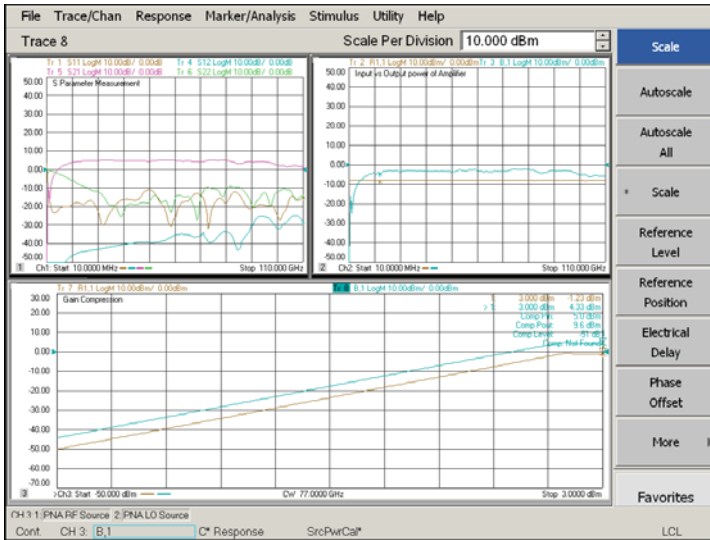 File Trace/Chan Response Marker/Analysis Stimulus Utility Help
Trace 8
Scale Per Division 10.000 dBm
Tr 1 S11 LogM 10.00dB/ 0.00dB Tr 4 S12 LogM 10.00dB/ 0.00dB
Tr 5 S21 LogM 10.00dB/ 0.00dB Tr 6 S22 LogM 10.00dB/ 0.00dB
50.00
S Parameter Measurement
40.00
30.00
20.00
10.00
0.00
-10.00
-20.00
-30.00
-40.00
-50.00
1 Ch1: Start 10.0000 MHz Stop 110.000 GHz
Tr 2 R1,1 LogM 10.00dBm/ 0.00dBm Tr 3 B,1 LogM 10.00dBm/ 0.00dBm
50.00
Input vs Output power of Amplifier
40.00
30.00
20.00
10.00
0.00
-10.00
20.00
30.00
40.00
50.00
2 Ch2: Start 10.0000 MHz Stop 110.000 GHz
Tr 7 R1,1 LogM 10.00dBm/ 0.00dBm Tr 8 B,1 LogM 10.00dBm/ 0.00dBm
30.00
Gain Compression
20.00
10.00
0.00
-10.00
-20.00
-30.00
-40.00
-50.00
-60.00
-70.00
1: 3.000 dBm -1.23 dBm
> 1: 3.000 dBm 4.33 dBm
Comp Pin: 5.0 dBm
Comp Pout: 9.6 dBm
Comp Level:
Comp: Not Found
3 >Ch3: Start -50.000 dBm CW 77.0000 GHz Stop 3.0000 dBm
Scale
Autoscale
Autoscale
All
Scale
Reference
Level
Reference
Position
Electrical
Delay
Phase
Offset
More
Favorites
CH 3 1: PNA RF Source 2: PNA LO Source
Cont. CH 3: B,1 C* Response SrcPwrCal* LCL